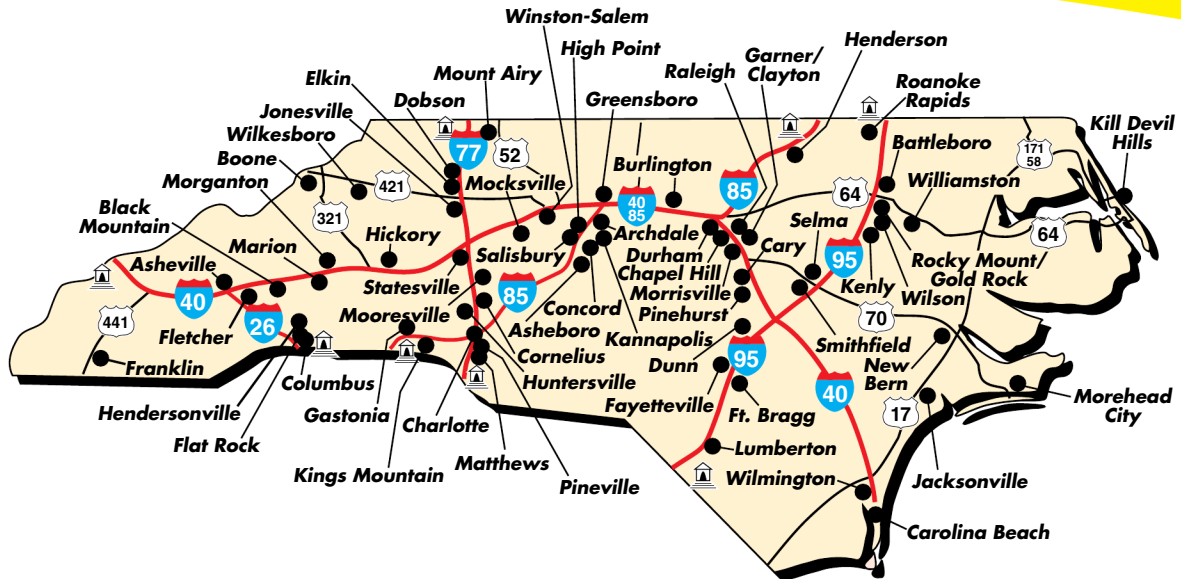 Winston-Salem
High Point
Garner/
Clayton
Henderson
Raleigh
Roanoke
Rapids
Elkin
Mount Airy
Dobson
Greensboro
Jonesville
Wilkesboro
Boone
Morganton
Kill Devil
Hills
77
52
Burlington
85
Battleboro
171
58
421
Mocksville
40
85
64
Williamston
321
Black
Mountain
Marion
Hickory
Salisbury
Archdale
Durham
Chapel Hill
Cary
Selma
64
95
Rocky Mount/
Gold Rock
Asheville
Statesville
85
Concord
Morrisville
Kenly
Wilson
40
441
26
Fletcher
Mooresville
Asheboro
Kannapolis
Pinehurst
70
Smithfield
Franklin
Columbus
Cornelius
Huntersville
Dunn
95
New
Bern
Hendersonville
Gastonia
Charlotte
Fayetteville
Ft. Bragg
40
17
Morehead
City
Flat Rock
Kings Mountain
Matthews
Pineville
Lumberton
Wilmington
Jacksonville
Carolina Beach